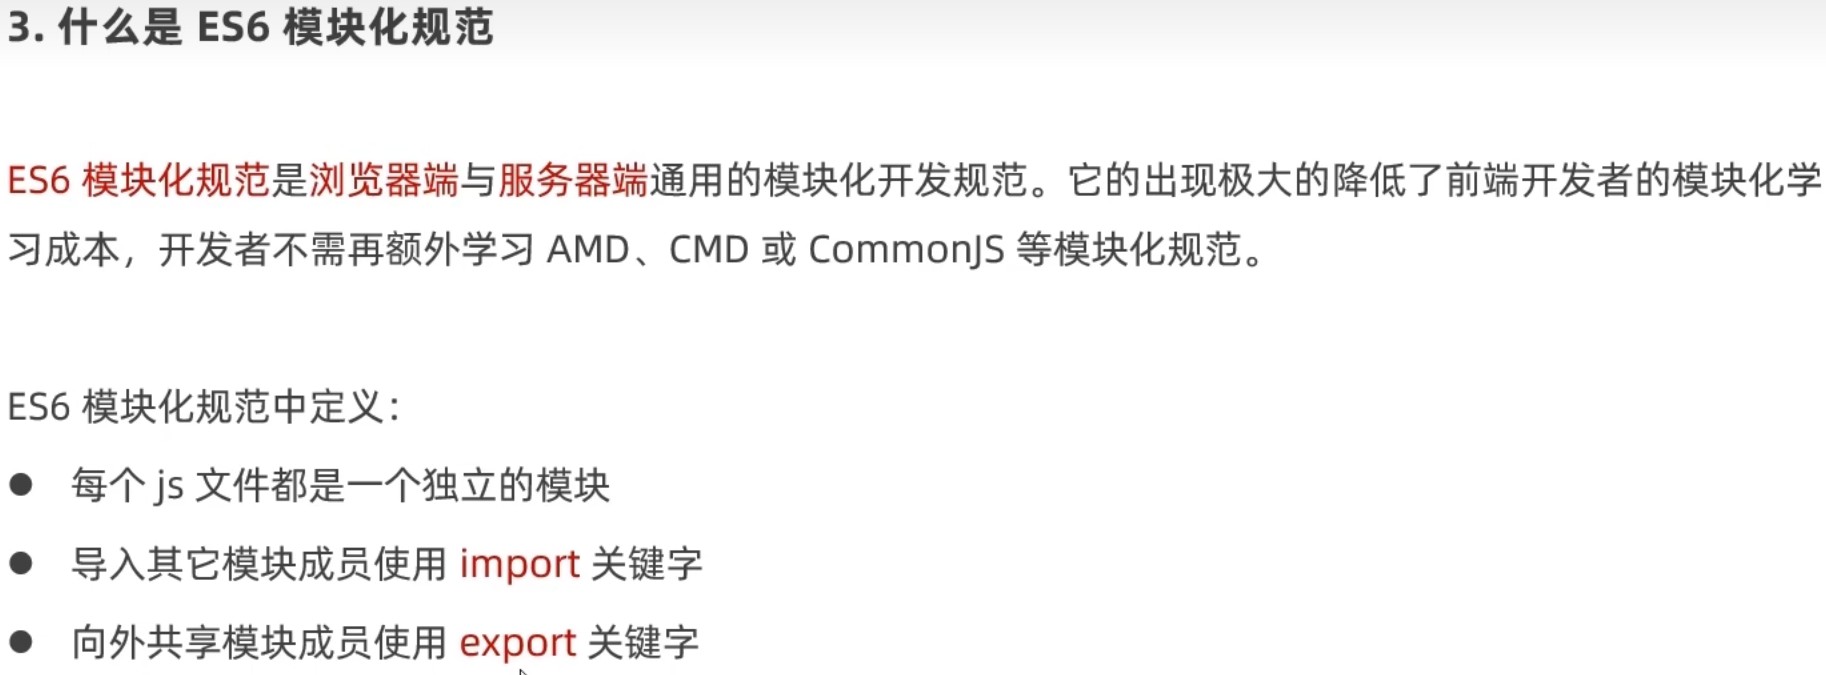 3. 什么是 ES6 模块化规范
ES6 模块化规范是浏览器端与服务器端通用的模块化开发规范。它的出现极大的降低了前端开发者的模块化学
习成本，开发者不需再额外学习 AMD、CMD 或 CommonJS 等模块化规范。
ES6 模块化规范中定义：
● 每个 js 文件都是一个独立的模块
● 导入其它模块成员使用 import 关键字
● 向外共享模块成员使用 export 关键字